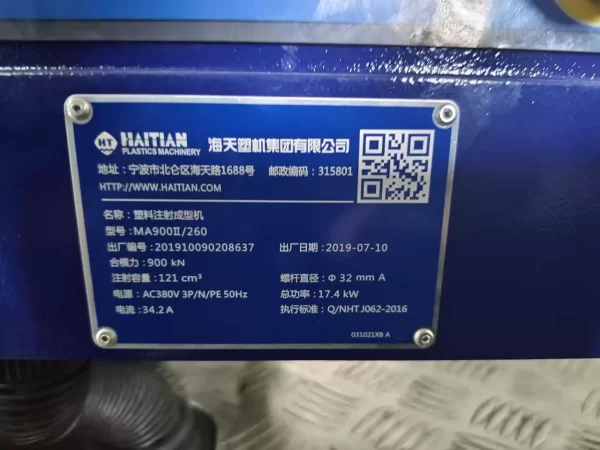 HT HAITIAN 海天塑机集团有限公司
PLASTICS MACHINERY
地址：宁波市北仑区海天路1688号 邮政编码：315801
HTTP://WWW.HAITIAN.COM
名称：塑料注射成型机
型号：MA900Ⅱ/260
出厂编号：201910090208637 出厂日期：2019-07-10
合模力：900 kN
注射容量：121 cm³ 螺杆直径：Φ 32 mm A
电源：AC380V 3P/N/PE 50Hz 总功率：17.4 kW
电流：34.2 A 执行标准：Q/NHT J062-2016
031021XB A